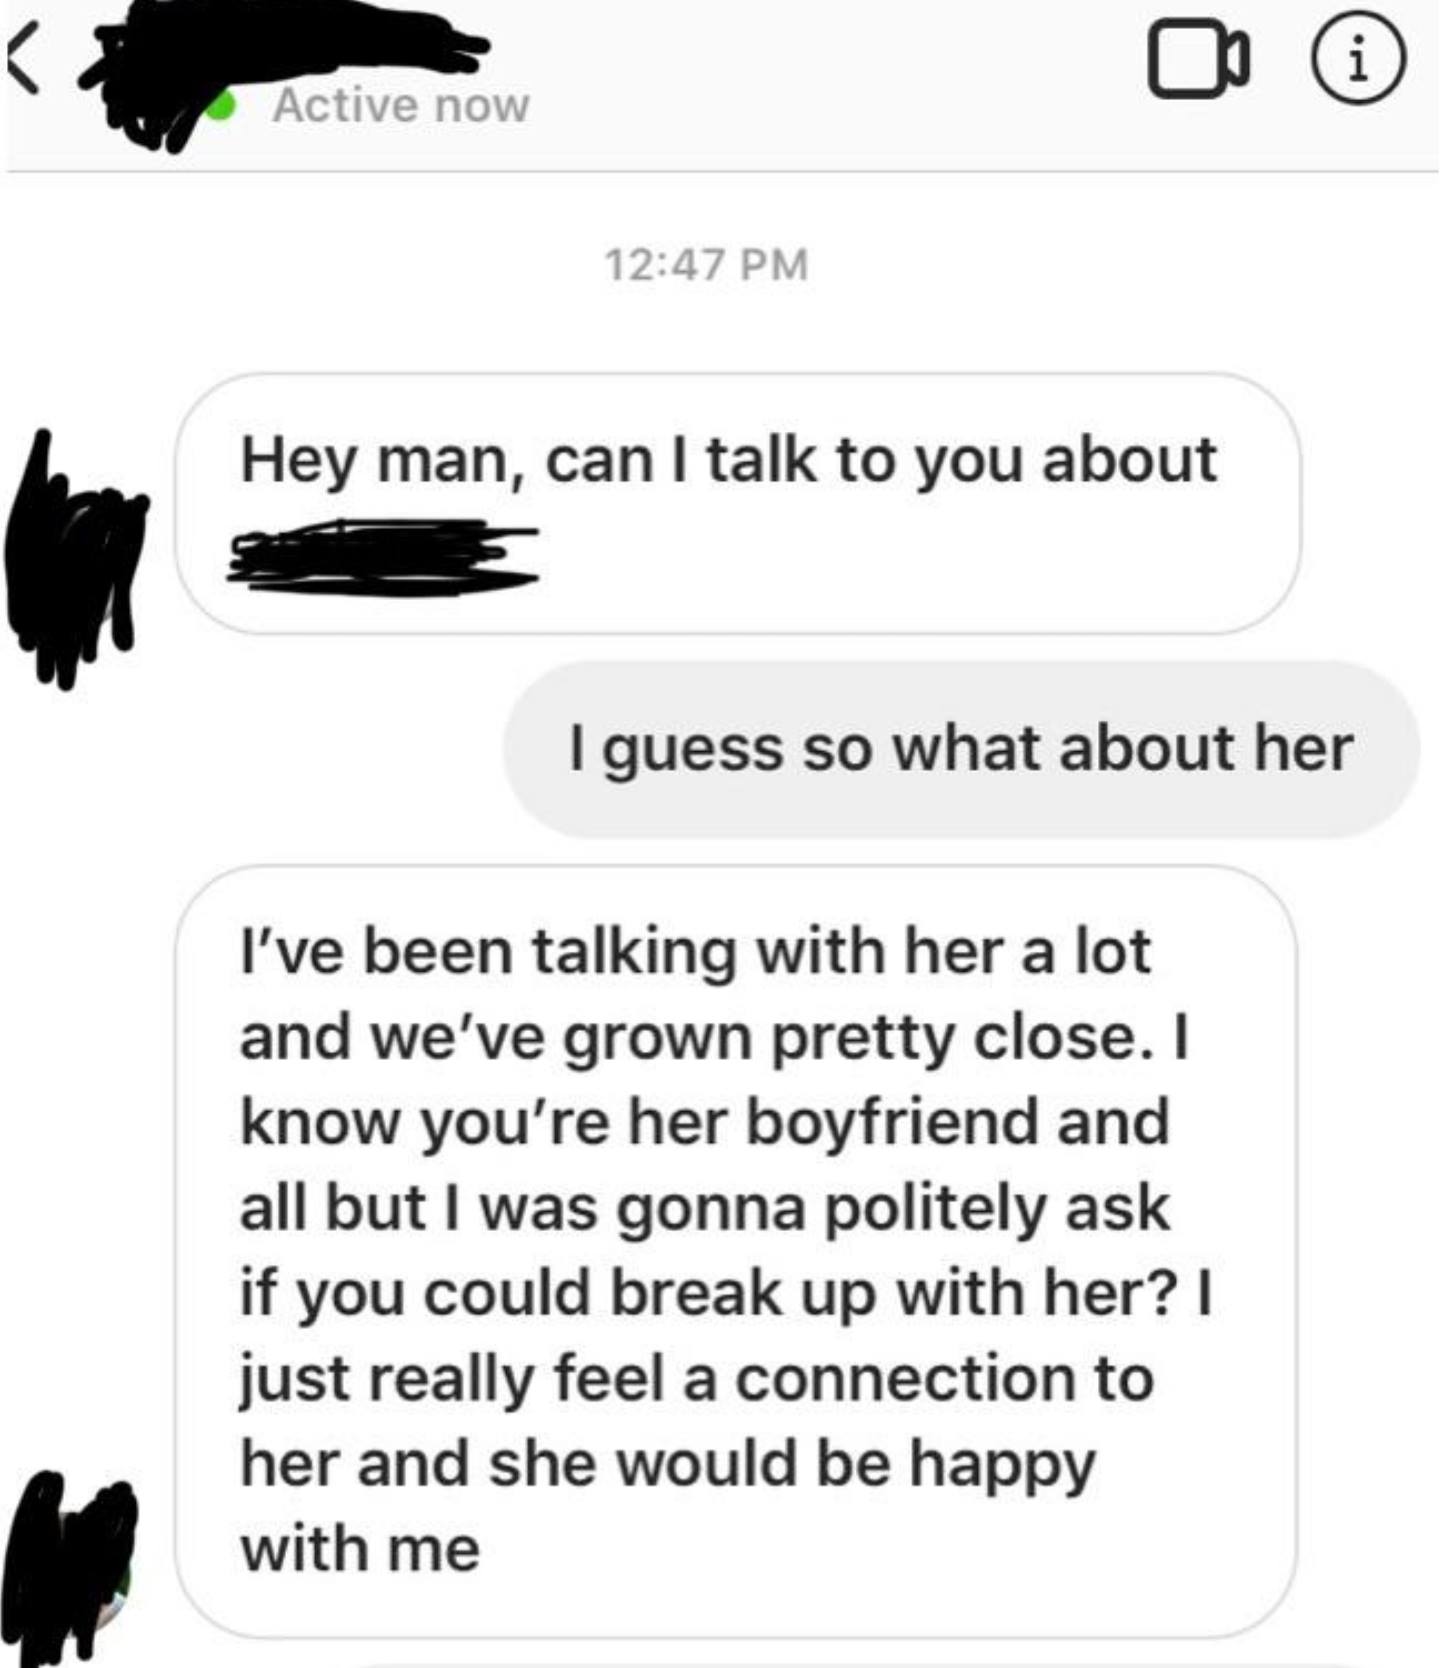 Active now
12:47 PM
Hey man, can I talk to you about
I guess so what about her
I’ve been talking with her a lot
and we’ve grown pretty close. I
know you’re her boyfriend and
all but I was gonna politely ask
if you could break up with her? I
just really feel a connection to
her and she would be happy
with me